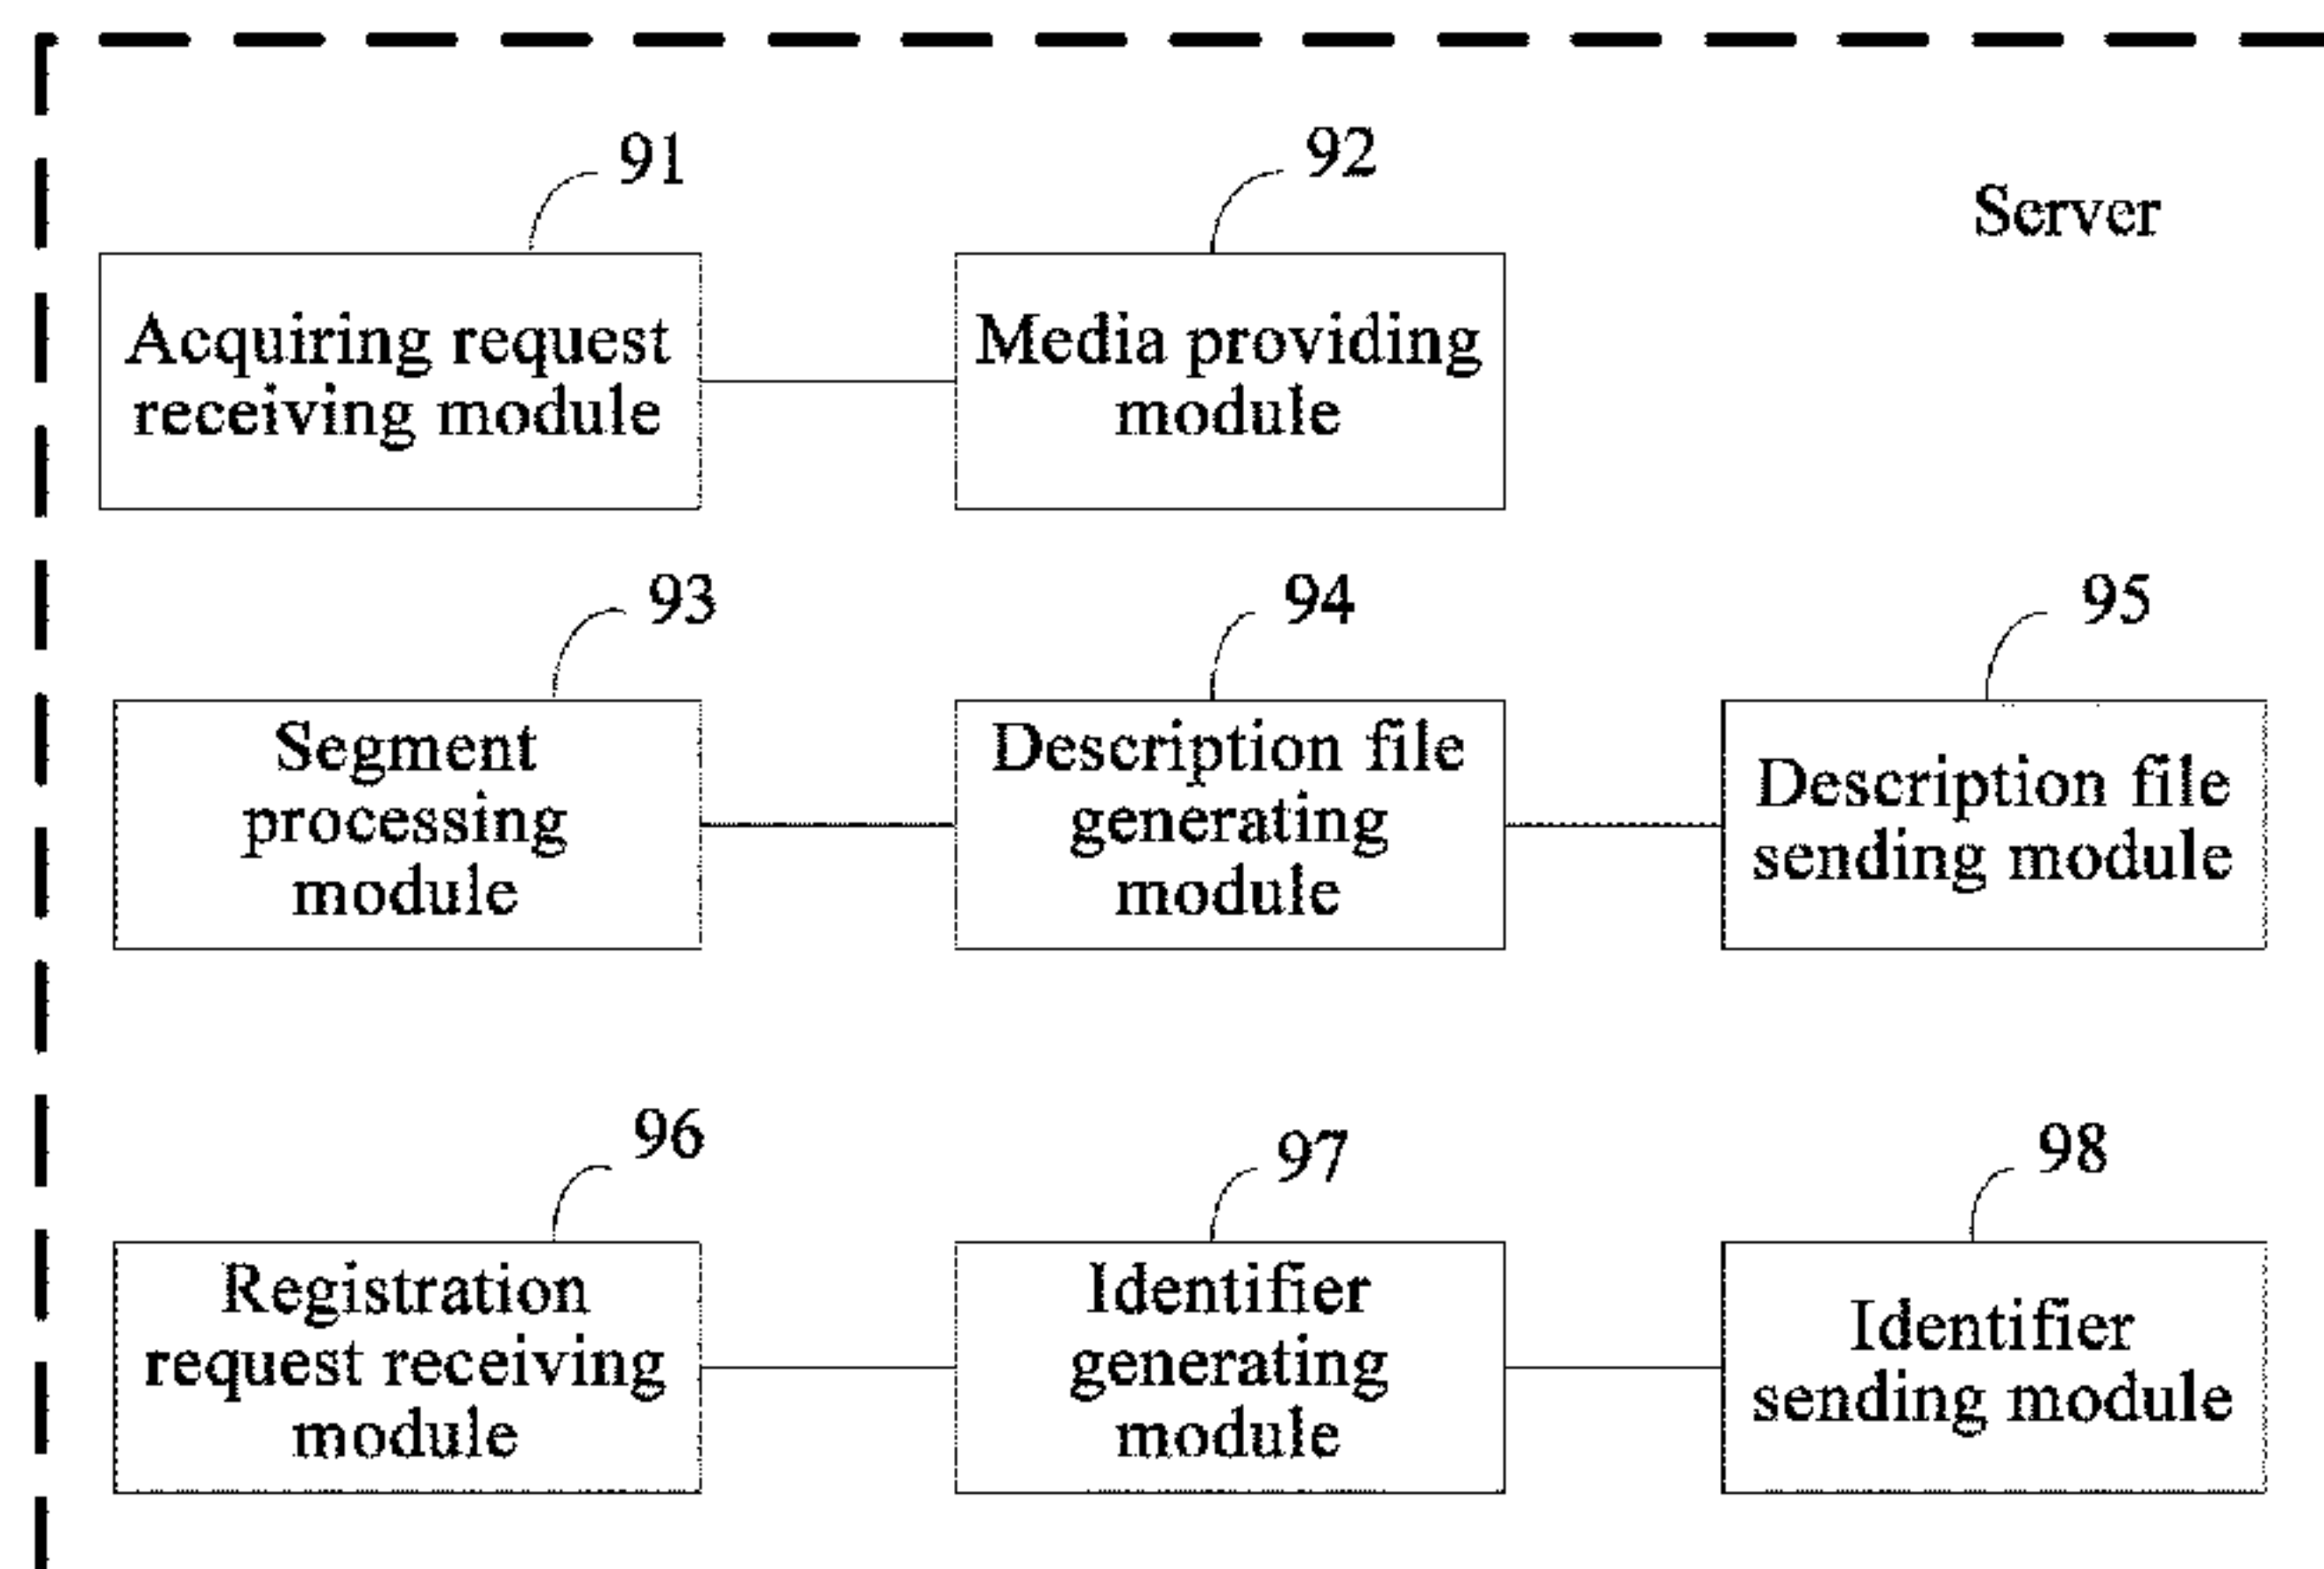 91
92
Server
Acquiring request
receiving module
Media providing
module
93
94
95
Segment
processing
module
Description file
generating
module
Description file
sending module
96
97
98
Registration
request receiving
module
Identifier
generating
module
Identifier
sending module